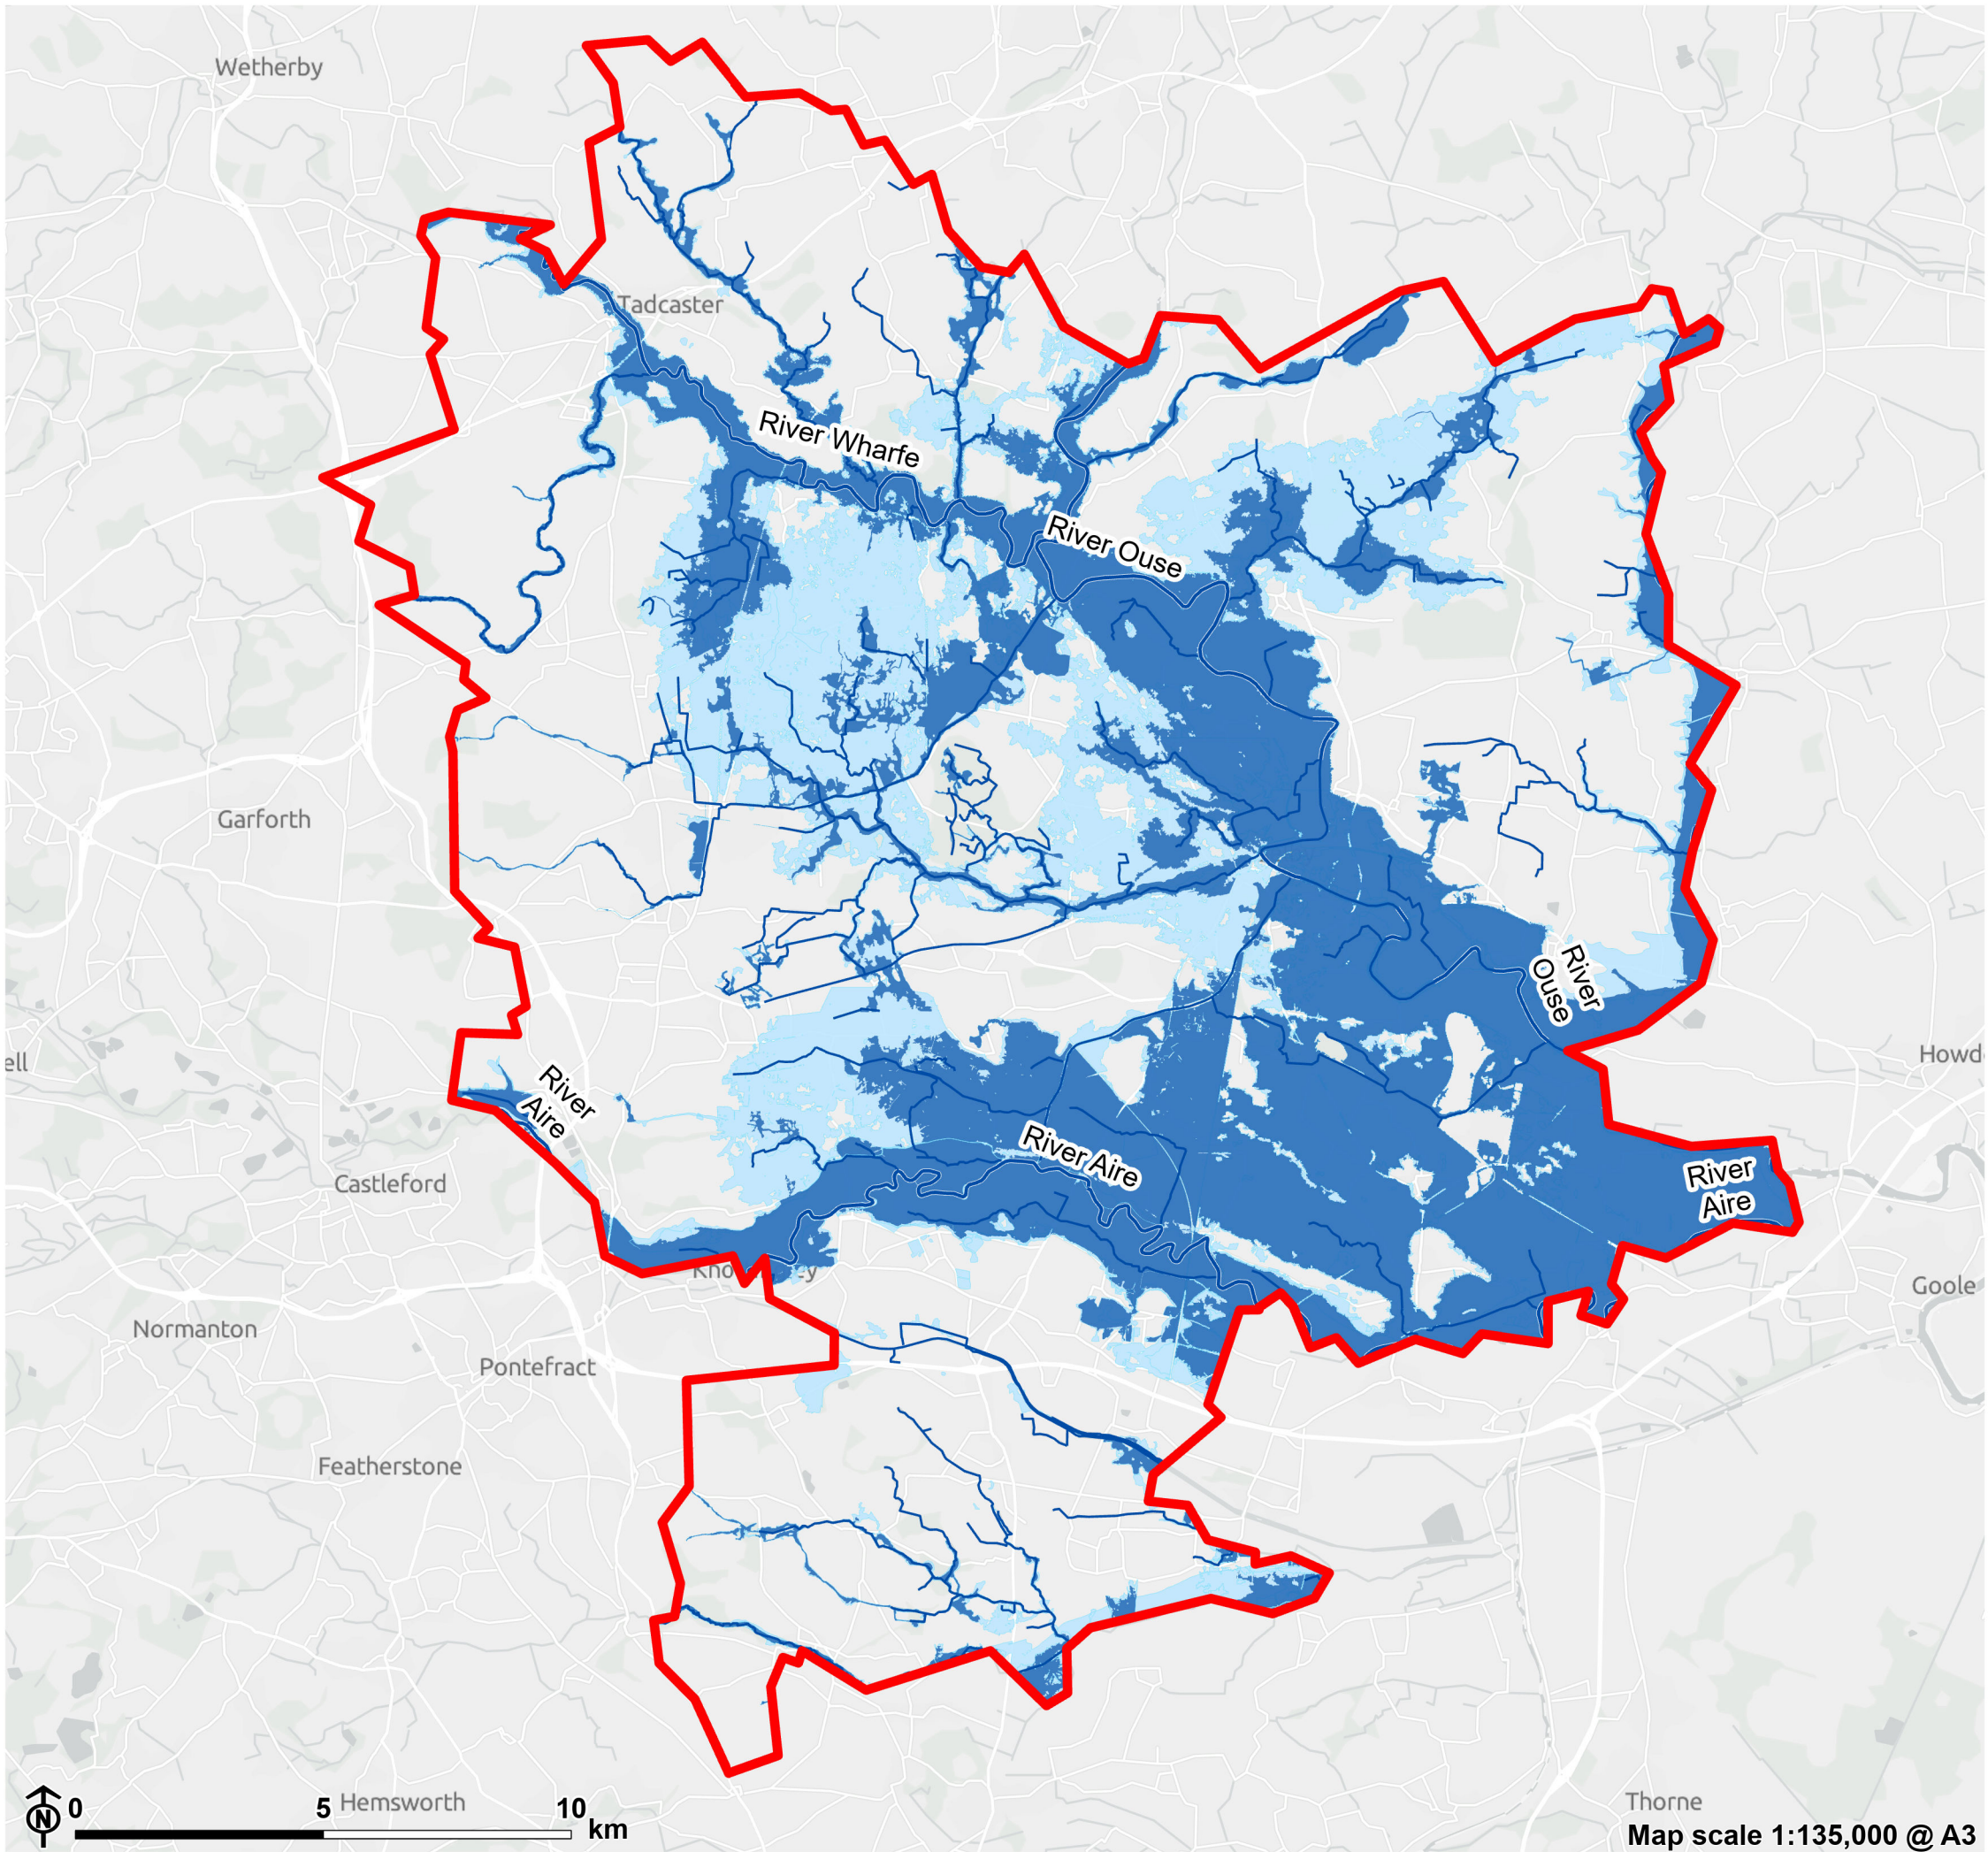 Wetherby
Tadcaster
River Wharfe
River Ouse
Garforth
River
Ouse
ell
Howd
River
Aire
River Aire
Castleford
River
Aire
Goole
Normanton
Pontefract
Featherstone
N
0
5
10
km
Hemsworth
Thorne
Map scale 1:135,000 @ A3